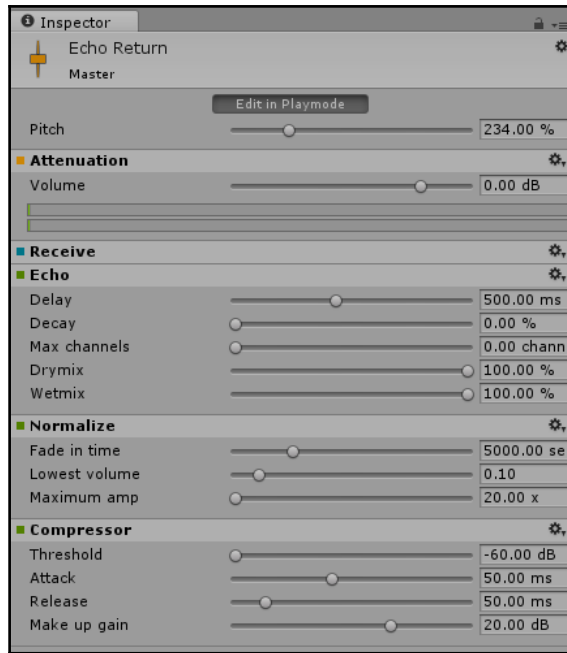 Inspector
Echo Return
Master
Edit in Playmode
Pitch 234.00 %
Attenuation
Volume 0.00 dB
Receive
Echo
Delay 500.00 ms
Decay 0.00 %
Max channels 0.00 chann
Drymix 100.00 %
Wetmix 100.00 %
Normalize
Fade in time 5000.00 se
Lowest volume 0.10
Maximum amp 20.00 x
Compressor
Threshold -60.00 dB
Attack 50.00 ms
Release 50.00 ms
Make up gain 20.00 dB